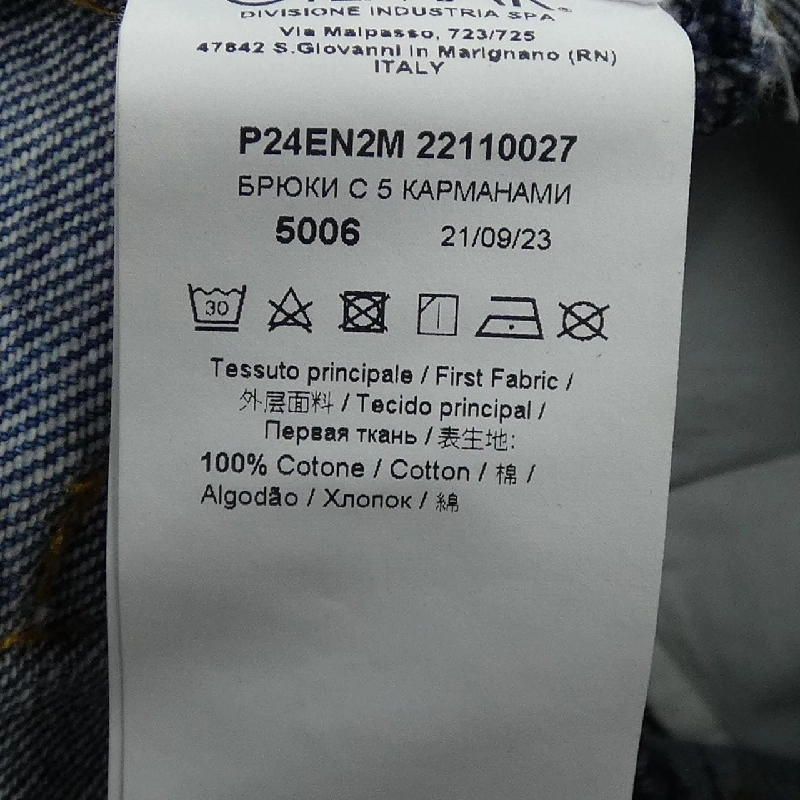 DIVISIONE INDUSTRIA SPA
Via Malpasso, 723/725
47842 S.Giovanni in Marignano (RN)
ITALY
P24EN2M 22110027
БРЮКИ С 5 КАРМАНАМИ
5006 21/09/23
30
Tessuto principale / First Fabric /
外层面料 / Tecido principal /
Первая ткань / 表生地:
100% Cotone / Cotton / 棉 /
Algodão / Хлопок / 綿